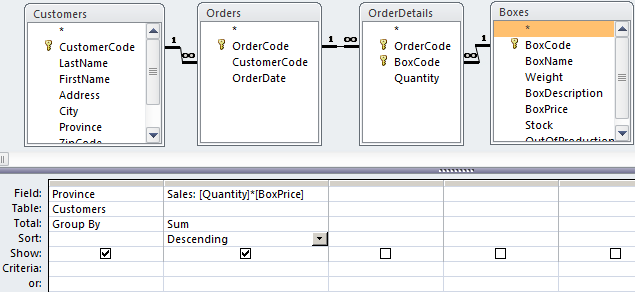 Customers
*
CustomerCode
LastName
FirstName
Address
City
Province
ZipCode
1
∞
Orders
*
OrderCode
CustomerCode
OrderDate
1
∞
OrderDetails
*
OrderCode
BoxCode
Quantity
1
∞
Boxes
*
BoxCode
BoxName
Weight
BoxDescription
BoxPrice
Stock
OutOfProduction
Field: Province Sales: [Quantity]*[BoxPrice]
Table: Customers
Total: Group By Sum
Sort: Descending
Show:
Criteria:
or: